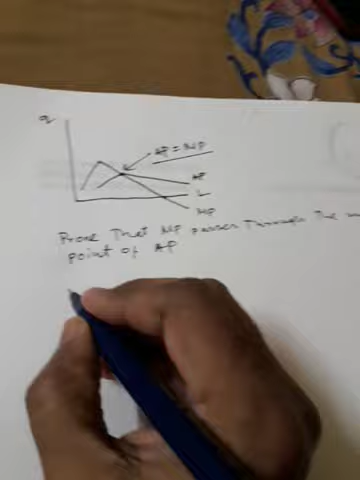 q
AP = MP
AP
L
MP
Prove That MP passes Through The
point of AP